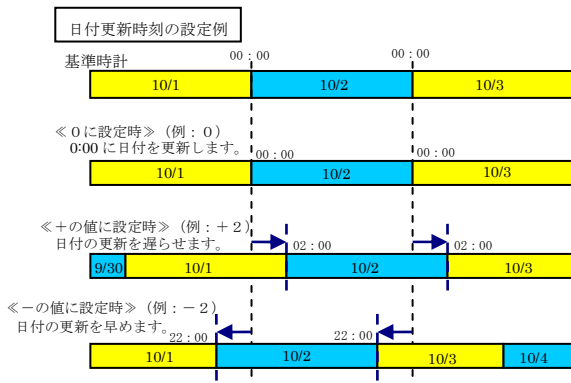 日付更新時刻の設定例
00：00 00：00
基準時計
10/1 10/2 10/3
≪０に設定時≫（例：０）
0:00 に日付を更新します。
00：00 00：00
10/1 10/2 10/3
≪＋の値に設定時≫（例：＋２）
日付の更新を遅らせます。
02：00 02：00
9/30 10/1 10/2 10/3
≪－の値に設定時≫（例：－２）
日付の更新を早めます。
22：00 22：00
10/1 10/2 10/3 10/4